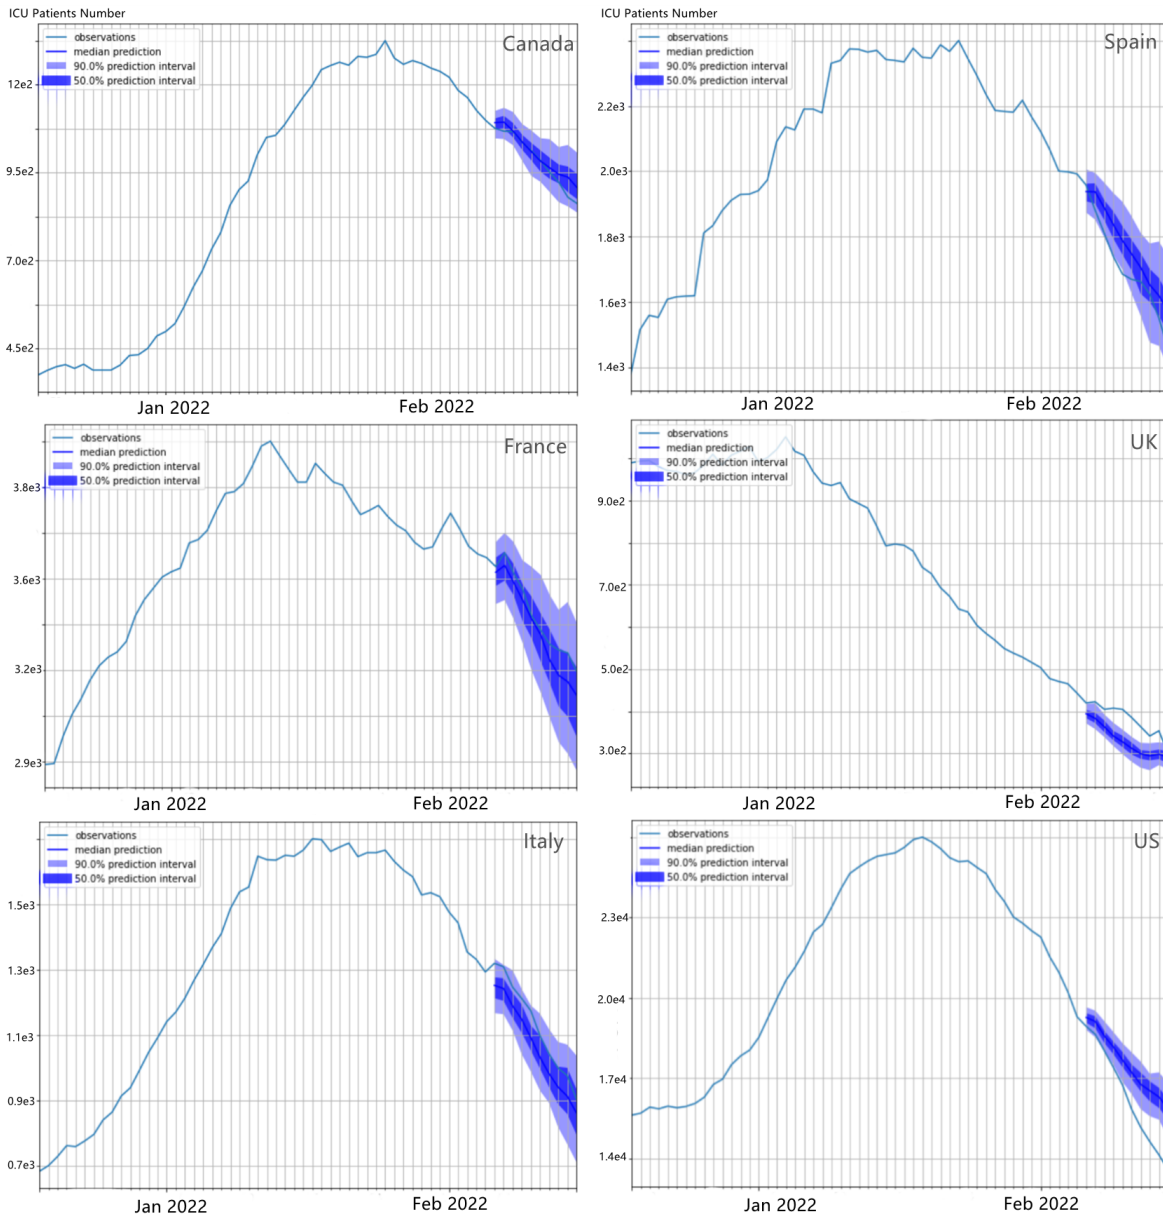 ICU Patients Number
observations
median prediction
90.0% prediction interval
50.0% prediction interval
Canada
12e2
9.5e2
7.0e2
4.5e2
Jan 2022
Feb 2022
ICU Patients Number
observations
median prediction
90.0% prediction interval
50.0% prediction interval
Spain
2.2e3
2.0e3
1.8e3
1.6e3
1.4e3
Jan 2022
Feb 2022
observations
median prediction
90.0% prediction interval
50.0% prediction interval
France
3.8e3
3.6e3
3.2e3
2.9e3
Jan 2022
Feb 2022
observations
median prediction
90.0% prediction interval
50.0% prediction interval
UK
9.0e2
7.0e2
5.0e2
3.0e2
Jan 2022
Feb 2022
observations
median prediction
90.0% prediction interval
50.0% prediction interval
Italy
1.5e3
1.3e3
1.1e3
0.9e3
0.7e3
Jan 2022
Feb 2022
observations
median prediction
90.0% prediction interval
50.0% prediction interval
US
2.3e4
2.0e4
1.7e4
1.4e4
Jan 2022
Feb 2022